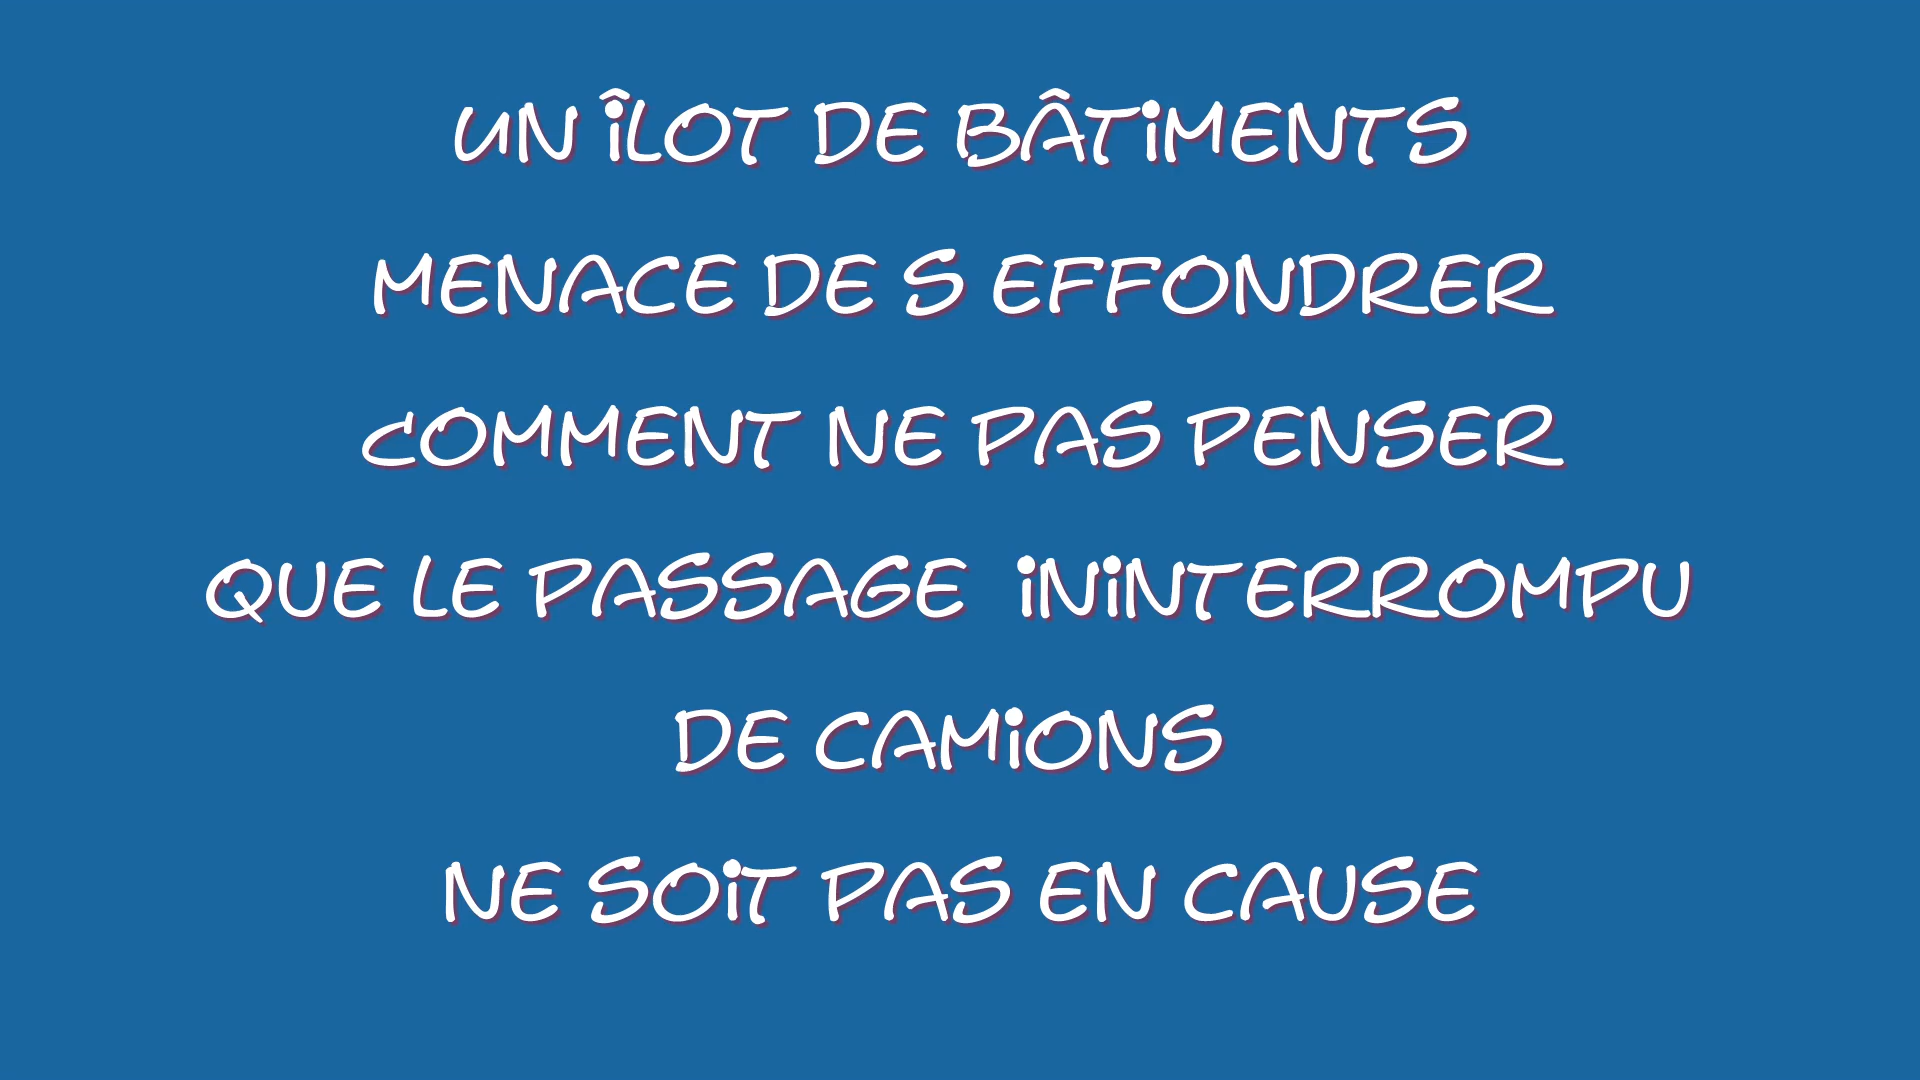 UN ÎLOT DE BÂTIMENTS
MENACE DE S EFFONDRER
COMMENT NE PAS PENSER
QUE LE PASSAGE ININTERROMPU
DE CAMIONS
NE SOIT PAS EN CAUSE